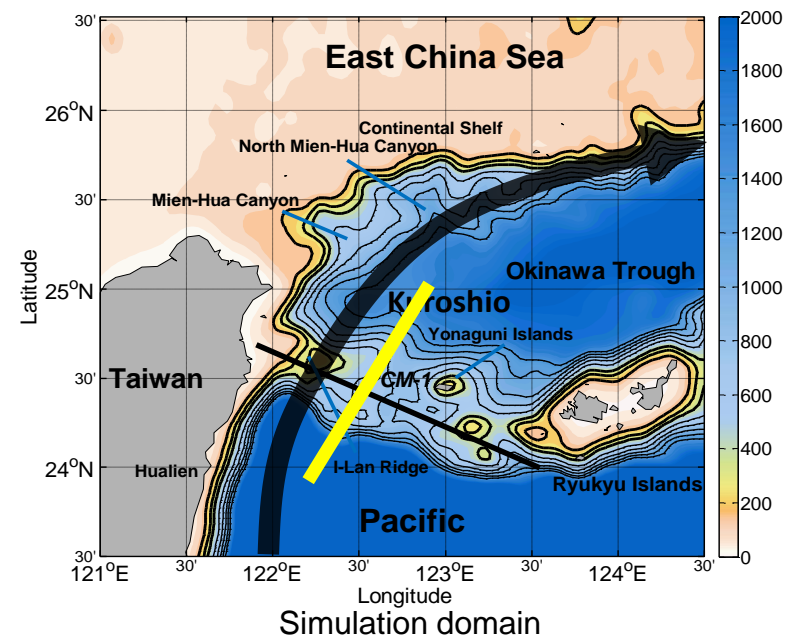 30'
2000
East China Sea
1800
26°N
1600
Continental Shelf
North Mien-Hua Canyon
1400
30'
Mien-Hua Canyon
1200
Okinawa Trough
1000
Latitude
25°N
Kuroshio
Yonaguni Islands
800
Taiwan
30'
CM-1
600
400
24°N
Hualien
I-Lan Ridge
Ryukyu Islands
200
Pacific
30'
0
121°E
30'
122°E
30'
123°E
30'
124°E
30'
Longitude
Simulation domain